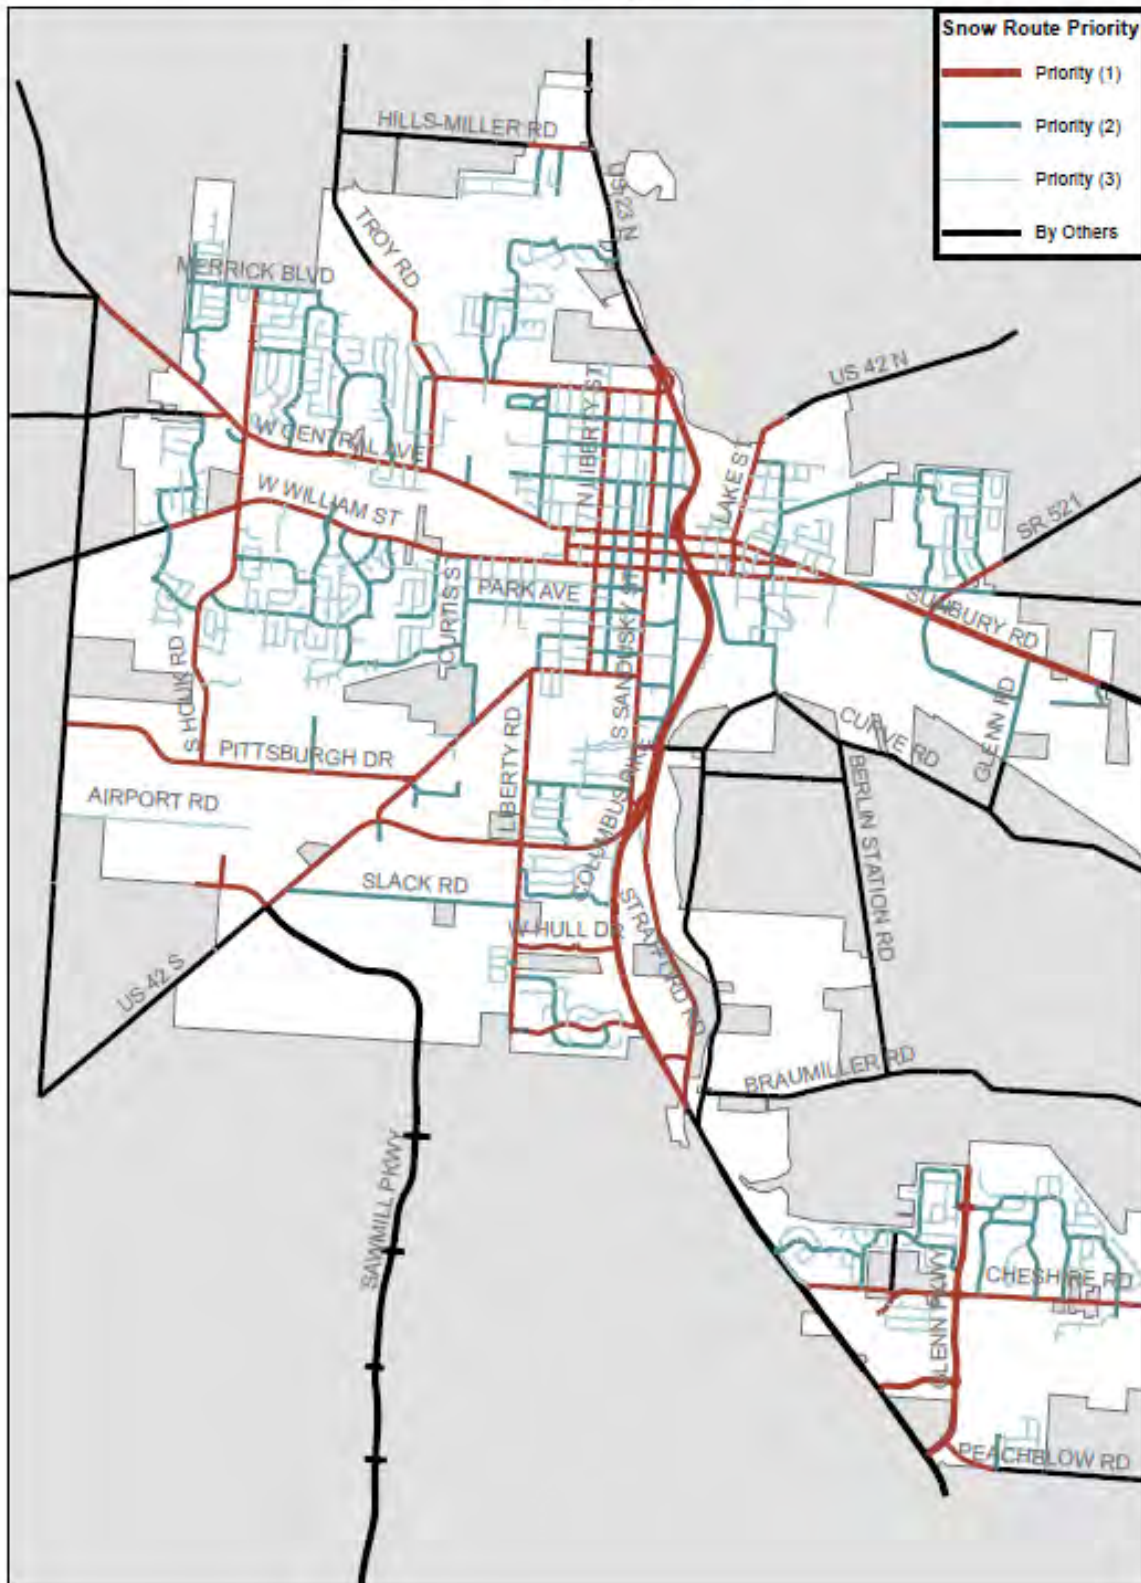 Snow Route Priority
Priority (1)
Priority (2)
Priority (3)
By Others
HILLS-MILLER RD
US 23 N
TROY RD
MERRICK BLVD
US 42 N
N LIBERTY ST
W CENTRAL AVE
LAKE ST
W WILLIAM ST
SR 521
PARK AVE
CURTIS S
SUNBURY RD
S SANDUSKY ST
S HOUK RD
GLENN RD
CURVE RD
PITTSBURGH DR
LIBERTY RD
BERLIN STATION RD
AIRPORT RD
COLUMBUS PIKE
SLACK RD
STRATFORD RD
W HULL DR
US 42 S
BRAUMILLER RD
SAWMILL PKWY
CHESHIRE RD
GLENN PKWY
PEACHBLOW RD